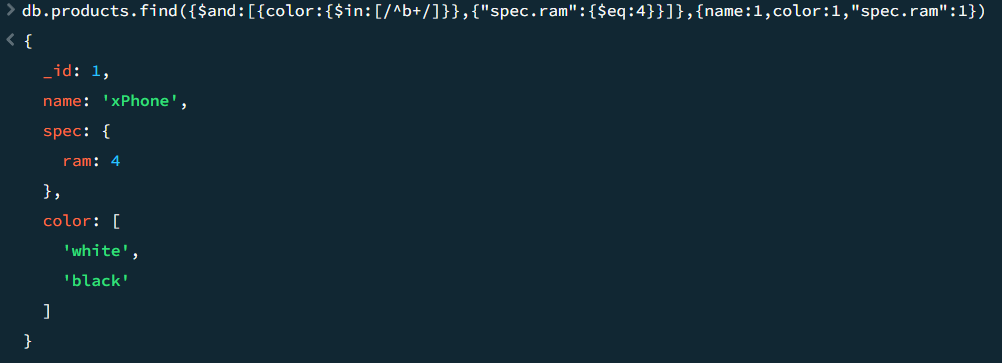 > db.products.find({$and:[{color:{$in:[/^b+/]}},{"spec.ram":{$eq:4}}]},{name:1,color:1,"spec.ram":1})
< {
_id: 1,
name: 'xPhone',
spec: {
ram: 4
},
color: [
'white',
'black'
]
}